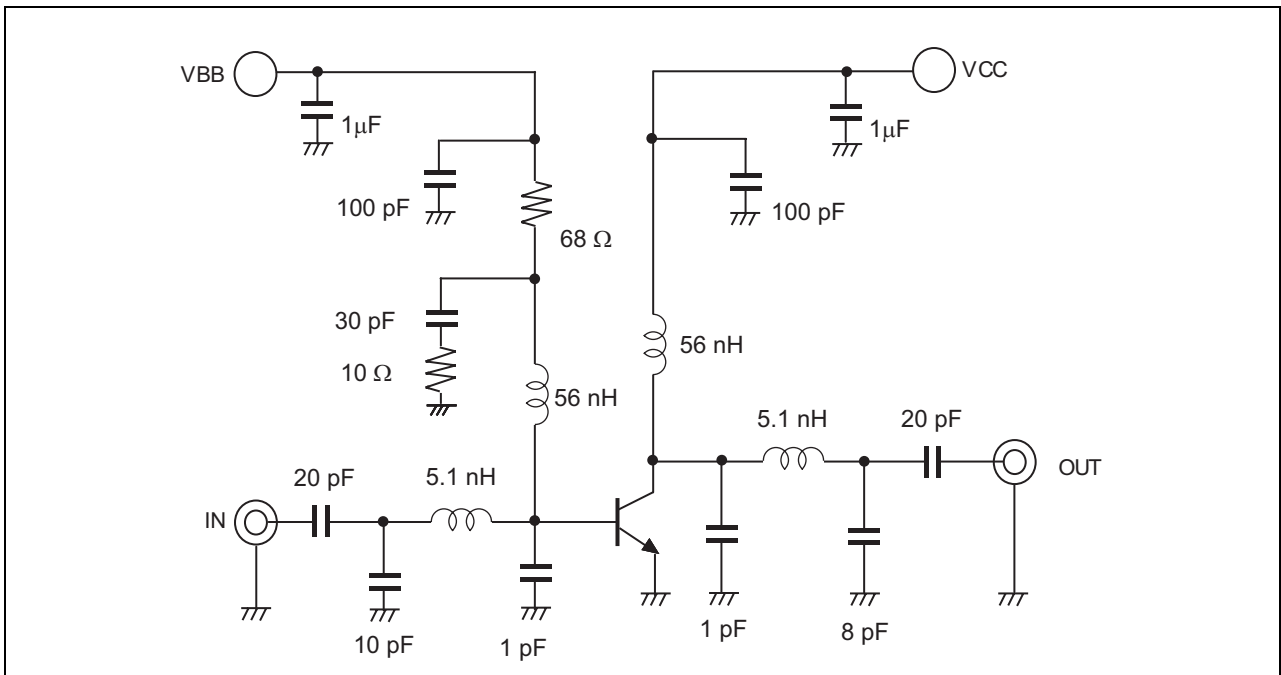 VBB
VCC
1μF
1μF
100 pF
100 pF
68 Ω
30 pF
10 Ω
56 nH
56 nH
5.1 nH
20 pF
OUT
20 pF
5.1 nH
IN
10 pF
1 pF
1 pF
8 pF